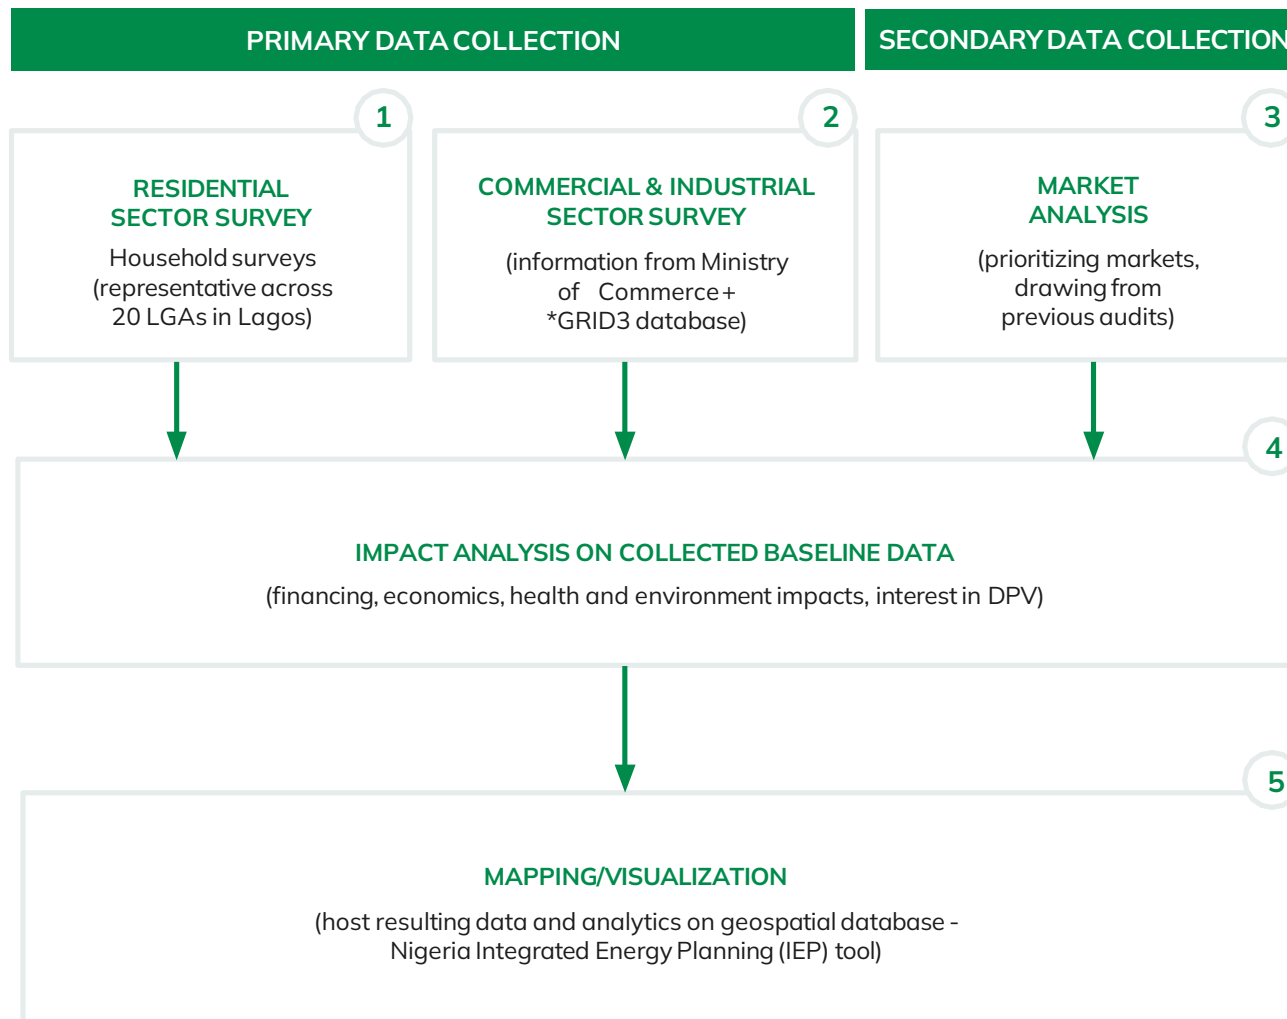 PRIMARY DATA COLLECTION
SECONDARY DATA COLLECTION
1
RESIDENTIAL
SECTOR SURVEY
Household surveys
(representative across
20 LGAs in Lagos)
2
COMMERCIAL & INDUSTRIAL
SECTOR SURVEY
(information from Ministry
of Commerce+
*GRID3 database)
3
MARKET
ANALYSIS
(prioritizing markets,
drawing from
previous audits)
4
IMPACT ANALYSIS ON COLLECTED BASELINE DATA
(financing, economics, health and environment impacts, interest in DPV)
5
MAPPING/VISUALIZATION
(host resulting data and analytics on geospatial database -
Nigeria Integrated Energy Planning (IEP) tool)